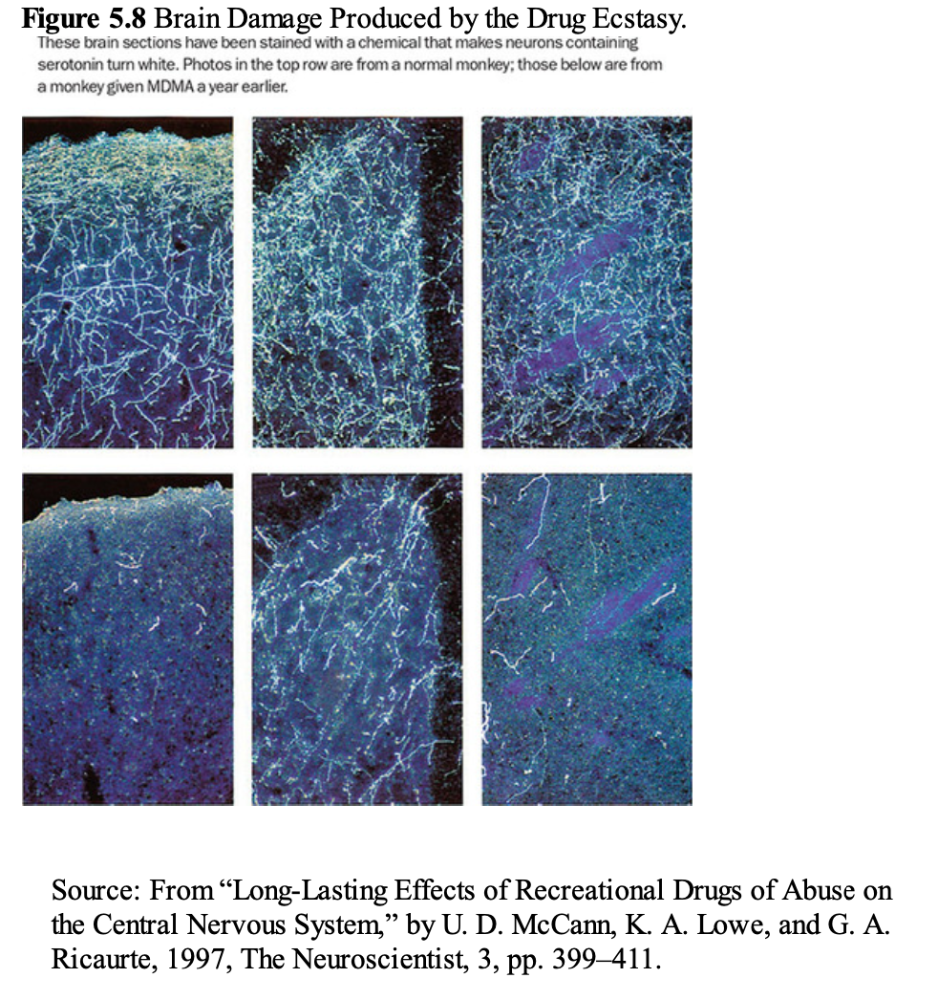 Figure 5.8 Brain Damage Produced by the Drug Ecstasy.
These brain sections have been stained with a chemical that makes neurons containing
serotonin turn white. Photos in the top row are from a normal monkey; those below are from
a monkey given MDMA a year earlier.
Source: From “Long-Lasting Effects of Recreational Drugs of Abuse on
the Central Nervous System,” by U. D. McCann, K. A. Lowe, and G. A.
Ricaurte, 1997, The Neuroscientist, 3, pp. 399–411.